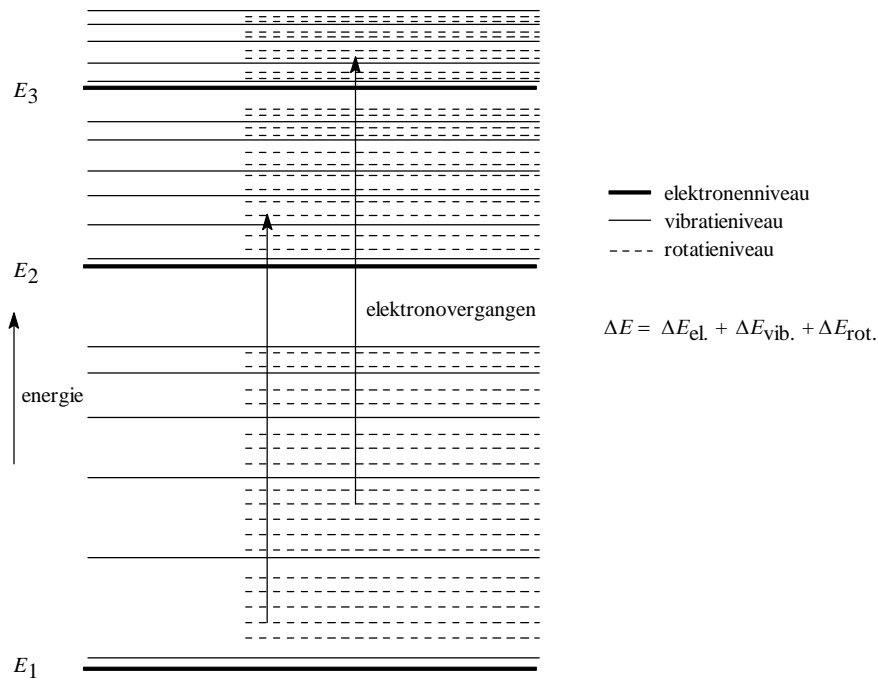 E3
elektronenniveau
vibratieniveau
rotatieniveau
E2
elektronovergangen
ΔE = ΔEel. + ΔEvib. + ΔErot.
energie
E1